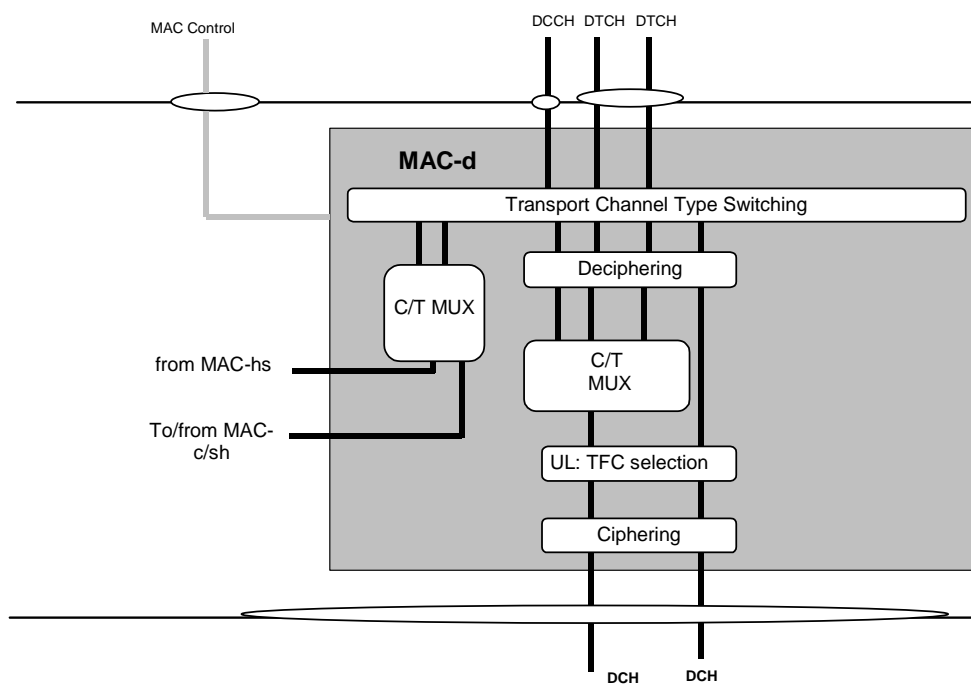 MAC Control
DCCH DTCH DTCH
MAC-d
Transport Channel Type Switching
Deciphering
C/T MUX
from MAC-hs
C/T
MUX
To/from MAC-
c/sh
UL: TFC selection
Ciphering
DCH
DCH